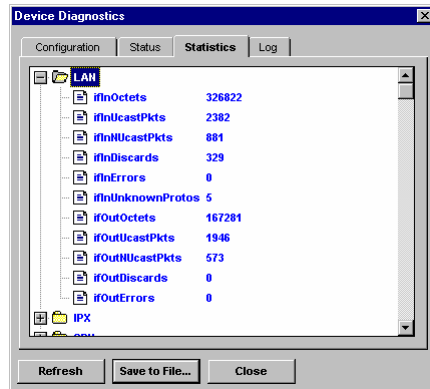 Device Diagnostics
Configuration Status Statistics Log
LAN
ifInOctets 326822
ifInUcastPkts 2382
ifInNUcastPkts 881
ifInDiscards 329
ifInErrors 0
ifInUnknownProtos 5
ifOutOctets 167281
ifOutUcastPkts 1946
ifOutNUcastPkts 573
ifOutDiscards 0
ifOutErrors 0
IPX
Refresh Save to File... Close